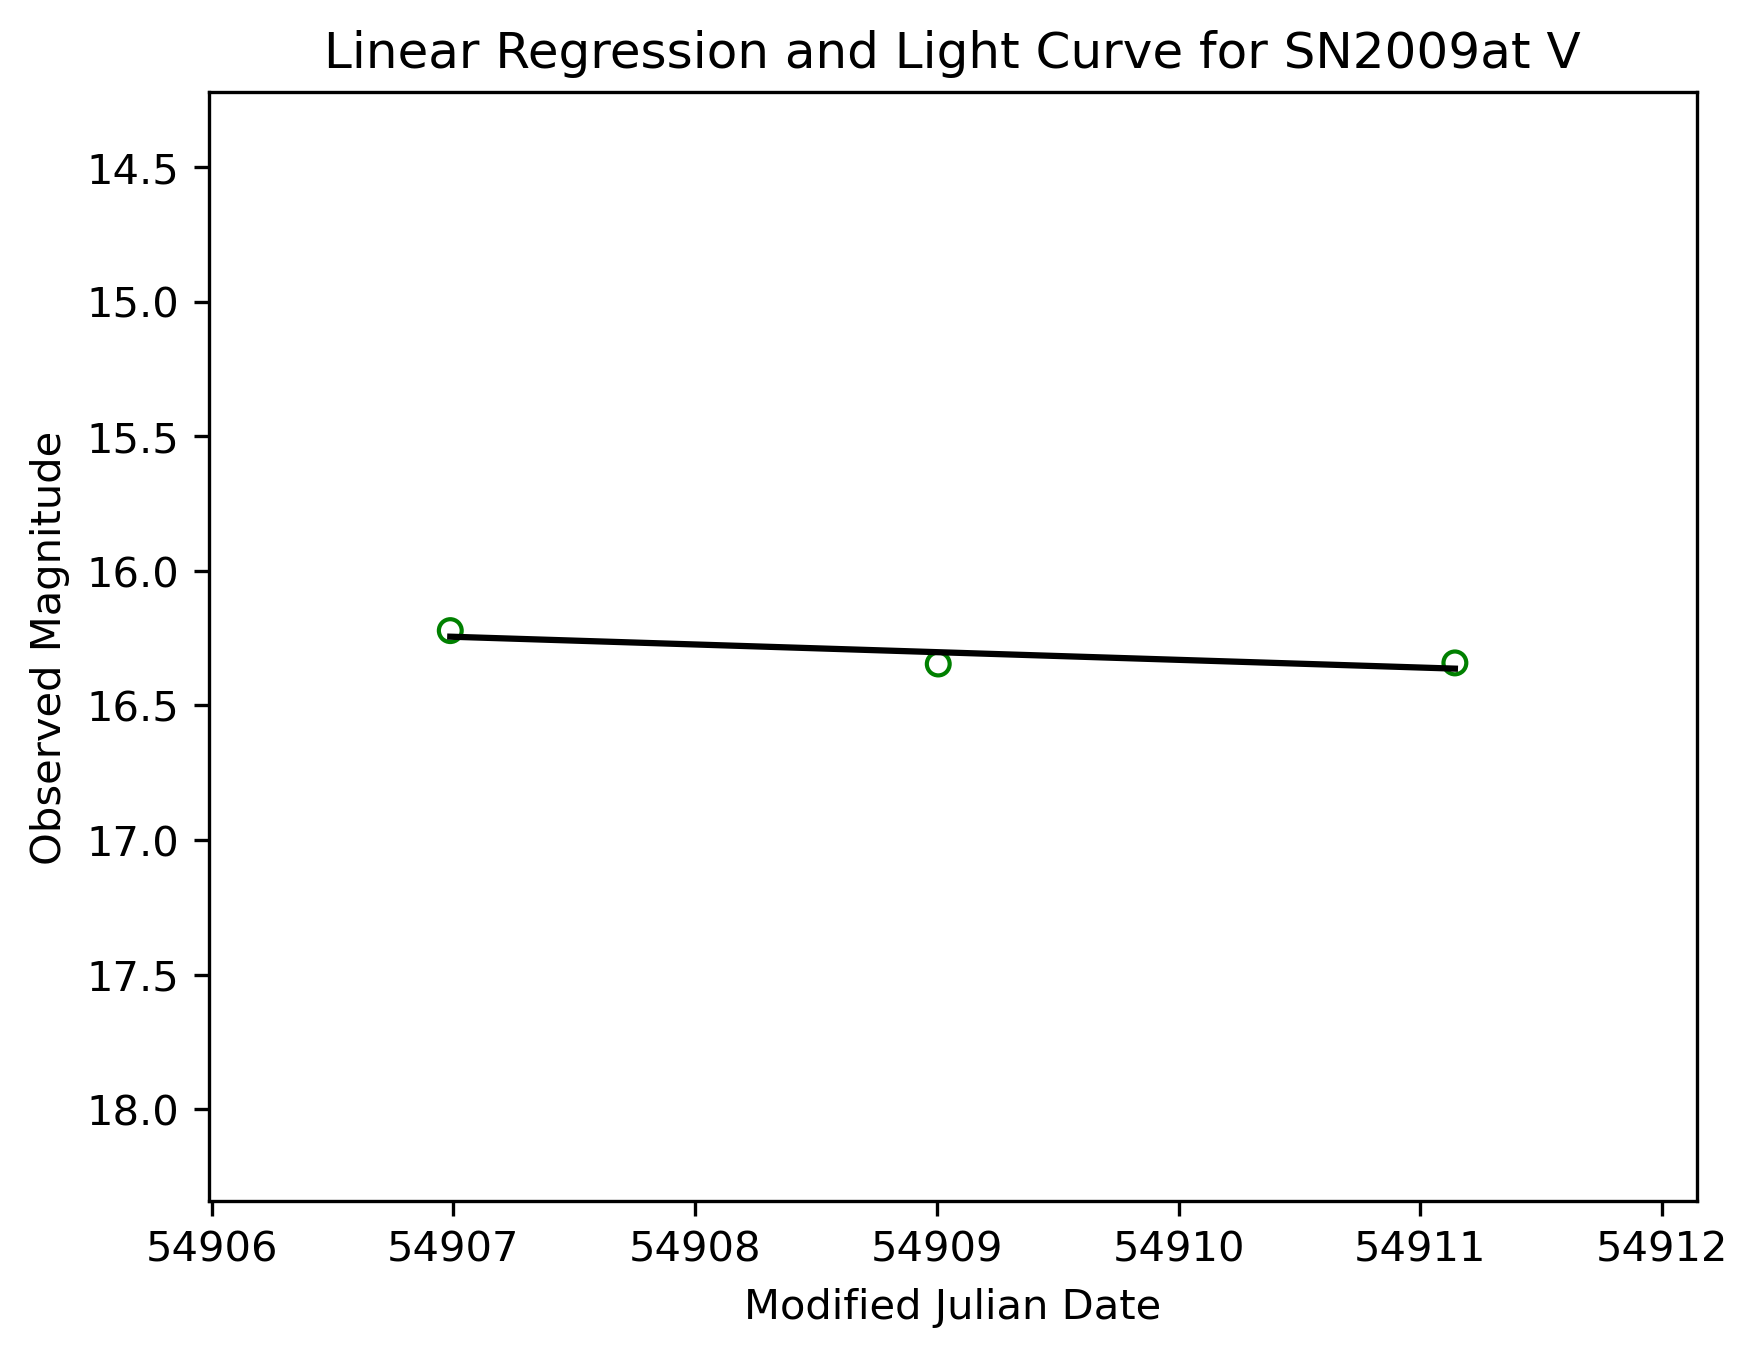 Linear Regression and Light Curve for SN2009at V
14.5
15.0
15.5
16.0
16.5
17.0
17.5
18.0
Observed Magnitude
54906 54907 54908 54909 54910 54911 54912
Modified Julian Date